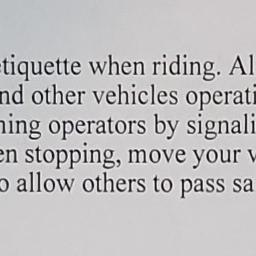 etiquette when riding. Al
nd other vehicles operati
ning operators by signali
en stopping, move your v
o allow others to pass sa